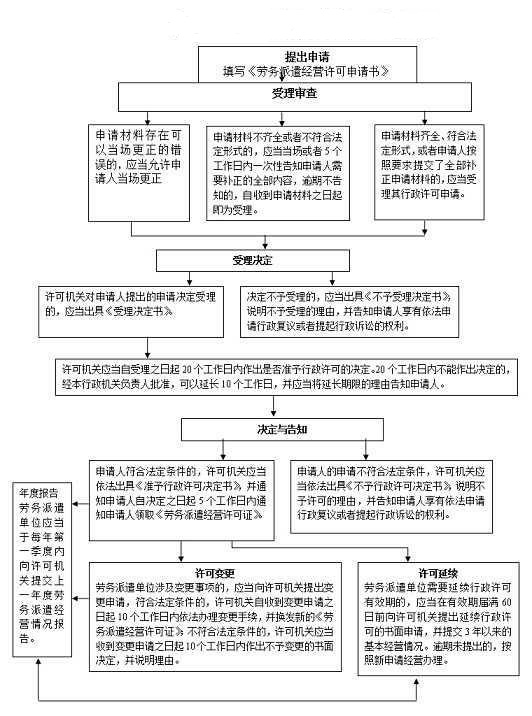 提出申请
填写《劳务派遣经营许可申请书》
受理审查
申请材料存在可
以当场更正的错
误的，应当允许申
请人当场更正
申请材料不齐全或者不符合法
定形式的，应当当场或者5个
工作日内一次性告知申请人需
要补正的全部内容，逾期不告
知的，自收到申请材料之日起
即为受理。
申请材料齐全、符合法
定形式，或者申请人按
照要求提交了全部补
正申请材料的，应当受
理其行政许可申请。
受理决定
许可机关对申请人提出的申请决定受理
的，应当出具《受理决定书》。
决定不予受理的，应当出具《不予受理决定书》，
说明不予受理的理由，并告知申请人享有依法申
请行政复议或者提起行政诉讼的权利。
许可机关应当自受理之日起20个工作日内作出是否准予行政许可的决定。20个工作日内不能作出决定的，
经本行政机关负责人批准，可以延长10个工作日，并应当将延长期限的理由告知申请人。
决定与告知
申请人符合法定条件的，许可机关应当
依法出具《准予行政许可决定书》，并通
知申请人自决定之日起5个工作日内通
知申请人领取《劳务派遣经营许可证》。
申请人的申请不符合法定条件，许可机关应
当依法出具《不予行政许可决定书》，说明不
予许可的理由，并告知申请人享有依法申请
行政复议或者提起行政诉讼的权利。
年度报告
劳务派遣
单位应当
于每年第
一季度内
向许可机
关提交上
一年度劳
务派遣经
营情况报
告。
许可变更
劳务派遣单位涉及变更事项的，应当向许可机关提出变
更申请，符合法定条件的，许可机关自收到变更申请之
日起10个工作日内依法办理变更手续，并换发新的《劳
务派遣经营许可证》；不符合法定条件的，许可机关应当
收到变更申请之日起10个工作日内作出不予变更的书面
决定，并说明理由。
许可延续
劳务派遣单位需要延续行政许可
有效期的，应当在有效期届满60
日前向许可机关提出延续行政许
可的书面申请，并提交3年以来的
基本经营情况。逾期未提出的，按
照新申请经营办理。